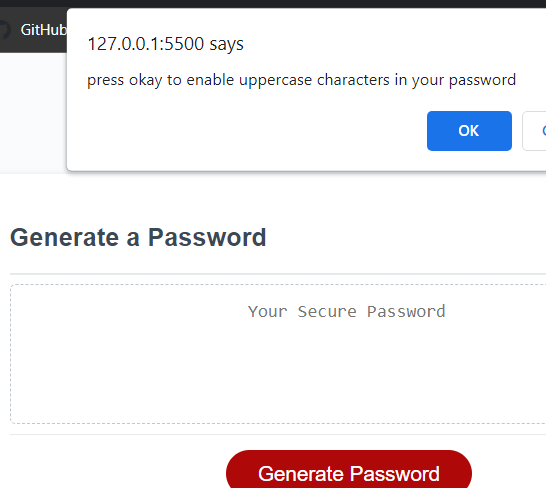 GitHub
127.0.0.1:5500 says
press okay to enable uppercase characters in your password
OK
Generate a Password
Your Secure Password
Generate Password